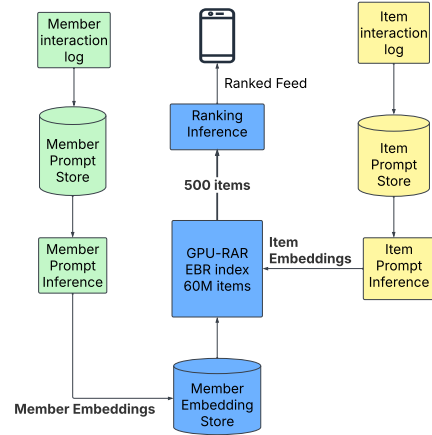 Member
interaction
log
Item
interaction
log
Ranked Feed
Member
Prompt
Store
Ranking
Inference
Item
Prompt
Store
500 items
Member
Prompt
Inference
GPU-RAR
EBR index
60M items
Item
Embeddings
Item Prompt
Inference
Member Embeddings
Member
Embedding
Store